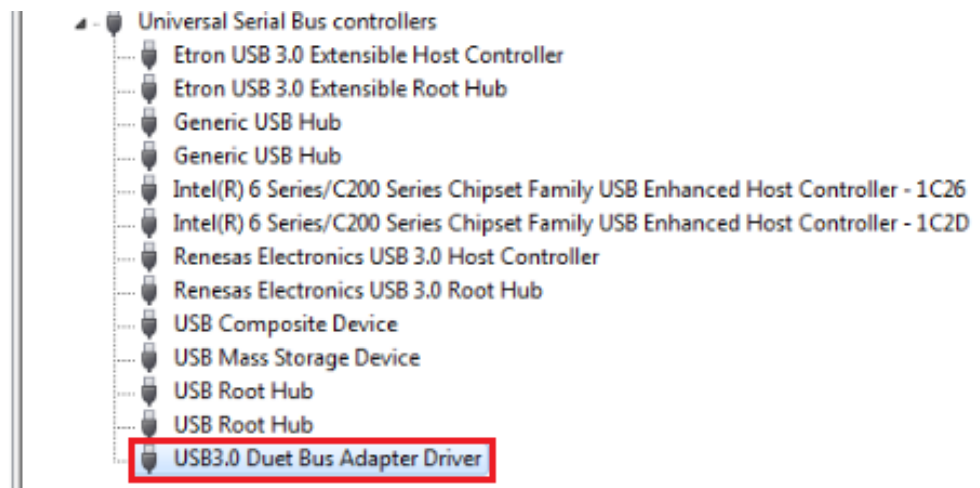 Universal Serial Bus controllers
Etron USB 3.0 Extensible Host Controller
Etron USB 3.0 Extensible Root Hub
Generic USB Hub
Generic USB Hub
Intel(R) 6 Series/C200 Series Chipset Family USB Enhanced Host Controller - 1C26
Intel(R) 6 Series/C200 Series Chipset Family USB Enhanced Host Controller - 1C2D
Renesas Electronics USB 3.0 Host Controller
Renesas Electronics USB 3.0 Root Hub
USB Composite Device
USB Mass Storage Device
USB Root Hub
USB Root Hub
USB3.0 Duet Bus Adapter Driver